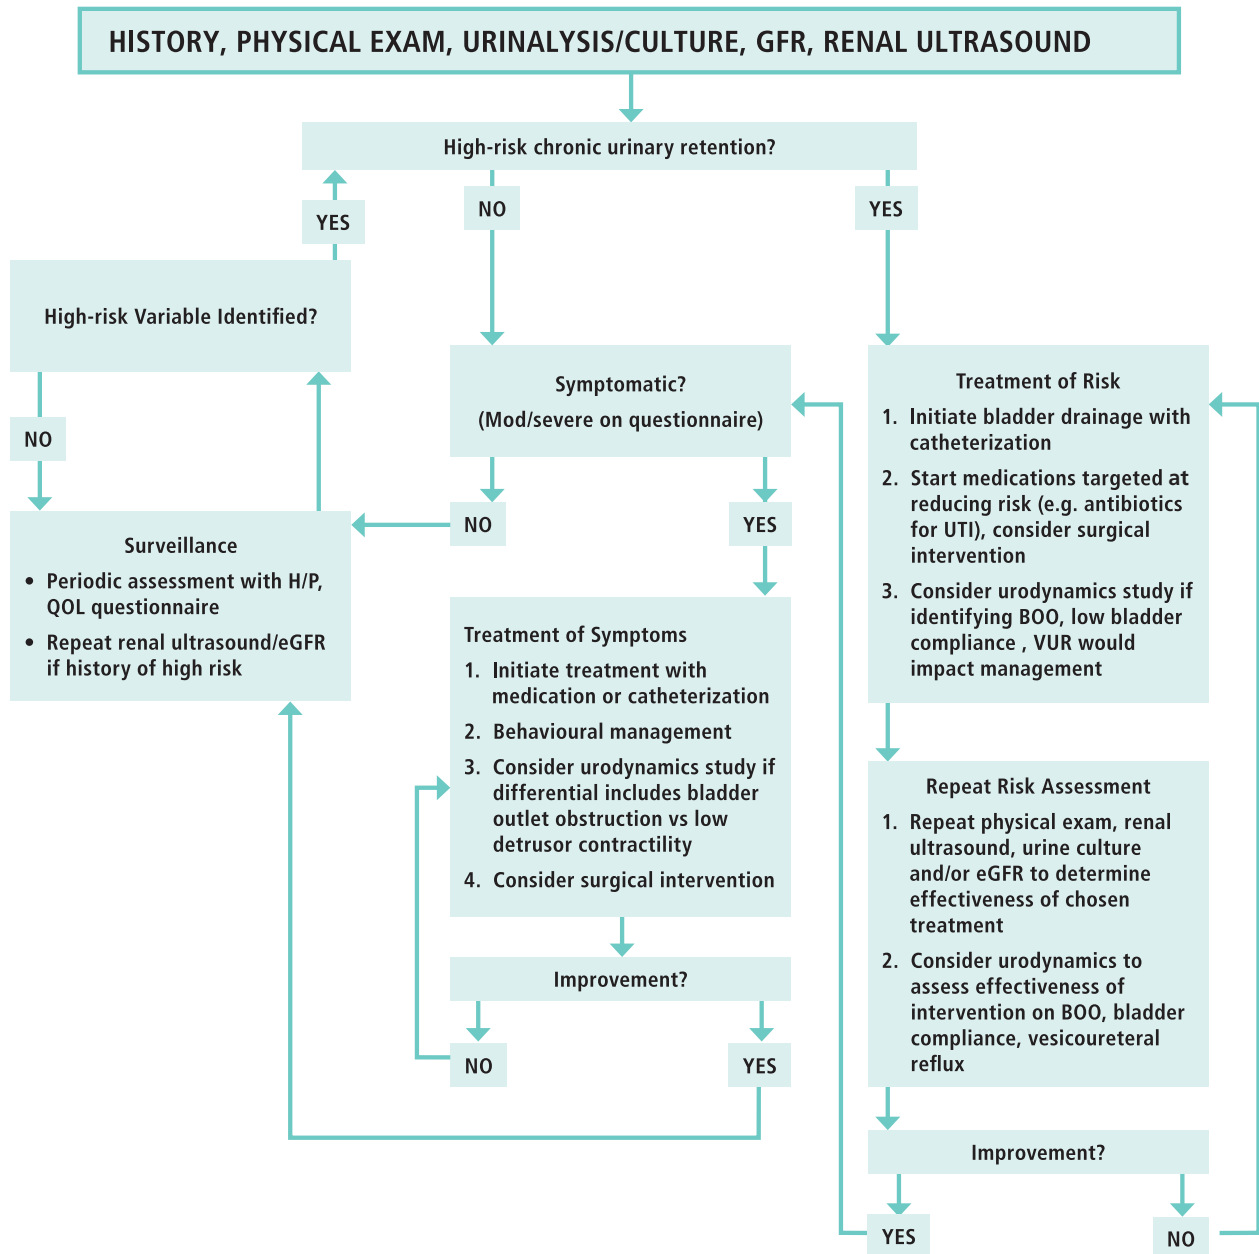 HISTORY, PHYSICAL EXAM, URINALYSIS/CULTURE, GFR, RENAL ULTRASOUND
High-risk chronic urinary retention?
YES
NO
YES
High-risk Variable Identified?
NO
Symptomatic?
(Mod/severe on questionnaire)
NO
YES
Surveillance
• Periodic assessment with H/P,
QOL questionnaire
• Repeat renal ultrasound/eGFR
if history of high risk
Treatment of Symptoms
1. Initiate treatment with
medication or catheterization
2. Behavioural management
3. Consider urodynamics study if
differential includes bladder
outlet obstruction vs low
detrusor contractility
4. Consider surgical intervention
Improvement?
NO
YES
Treatment of Risk
1. Initiate bladder drainage with
catheterization
2. Start medications targeted at
reducing risk (e.g. antibiotics
for UTI), consider surgical
intervention
3. Consider urodynamics study if
identifying BOO, low bladder
compliance , VUR would
impact management
Repeat Risk Assessment
1. Repeat physical exam, renal
ultrasound, urine culture
and/or eGFR to determine
effectiveness of chosen
treatment
2. Consider urodynamics to
assess effectiveness of
intervention on BOO, bladder
compliance, vesicoureteral
reflux
Improvement?
YES
NO